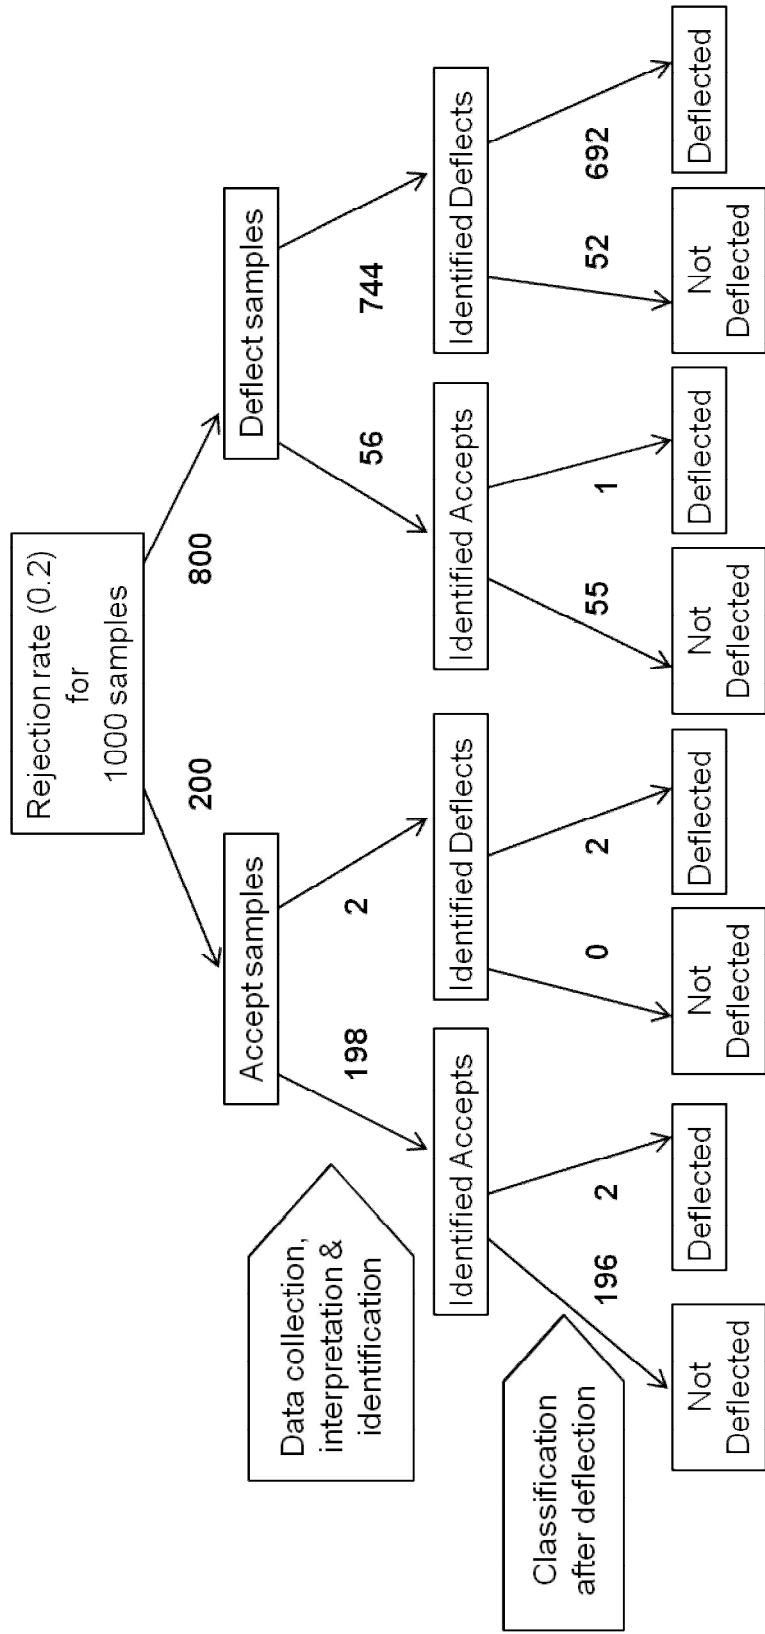 Rejection rate (0.2)
for
1000 samples
200
800
Accept samples
Deflect samples
Data collection,
interpretation &
identification
198
2
56
744
Identified Accepts
Identified Deflects
Identified Accepts
Identified Deflects
Classification
after deflection
196
2
0
2
55
1
52
692
Not
Deflected
Deflected
Not
Deflected
Deflected
Not
Deflected
Deflected
Not
Deflected
Deflected